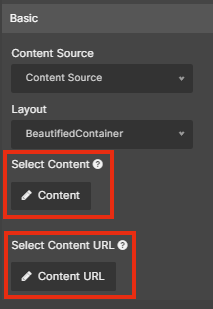 Basic
Content Source
Content Source
Layout
BeautifiedContainer
Select Content ?
Content
Select Content URL ?
Content URL